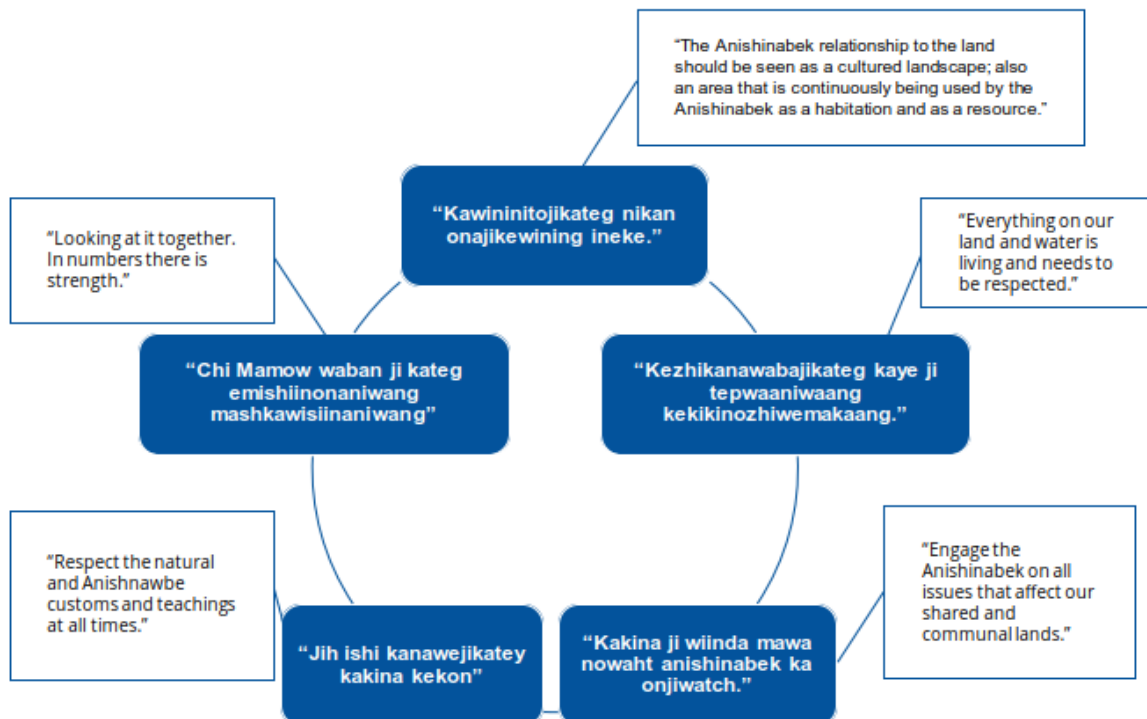 “The Anishinabek relationship to the land
should be seen as a cultured landscape; also
an area that is continuously being used by the
Anishinabek as a habitation and as a resource.”
“Kawininitojikateg nikan
onajikewining ineke.”
“Looking at it together.
In numbers there is
strength.”
“Everything on our
land and water is
living and needs to
be respected.”
“Chi Mamow waban ji kateg
emishiinonaniwang
mashkawisiinaniwang”
“Kezhikanawabajikateg kaye ji
tepwaaniwaang
kekikinozhiwemakaang.”
“Respect the natural
and Anishnawbe
customs and teachings
at all times.”
“Engage the
Anishinabek on all
issues that affect our
shared and
communal lands.”
“Jih ishi kanawejikatey
kakina kekon”
“Kakina ji wiinda mawa
nowaht anishinabek ka
onjiwatch.”